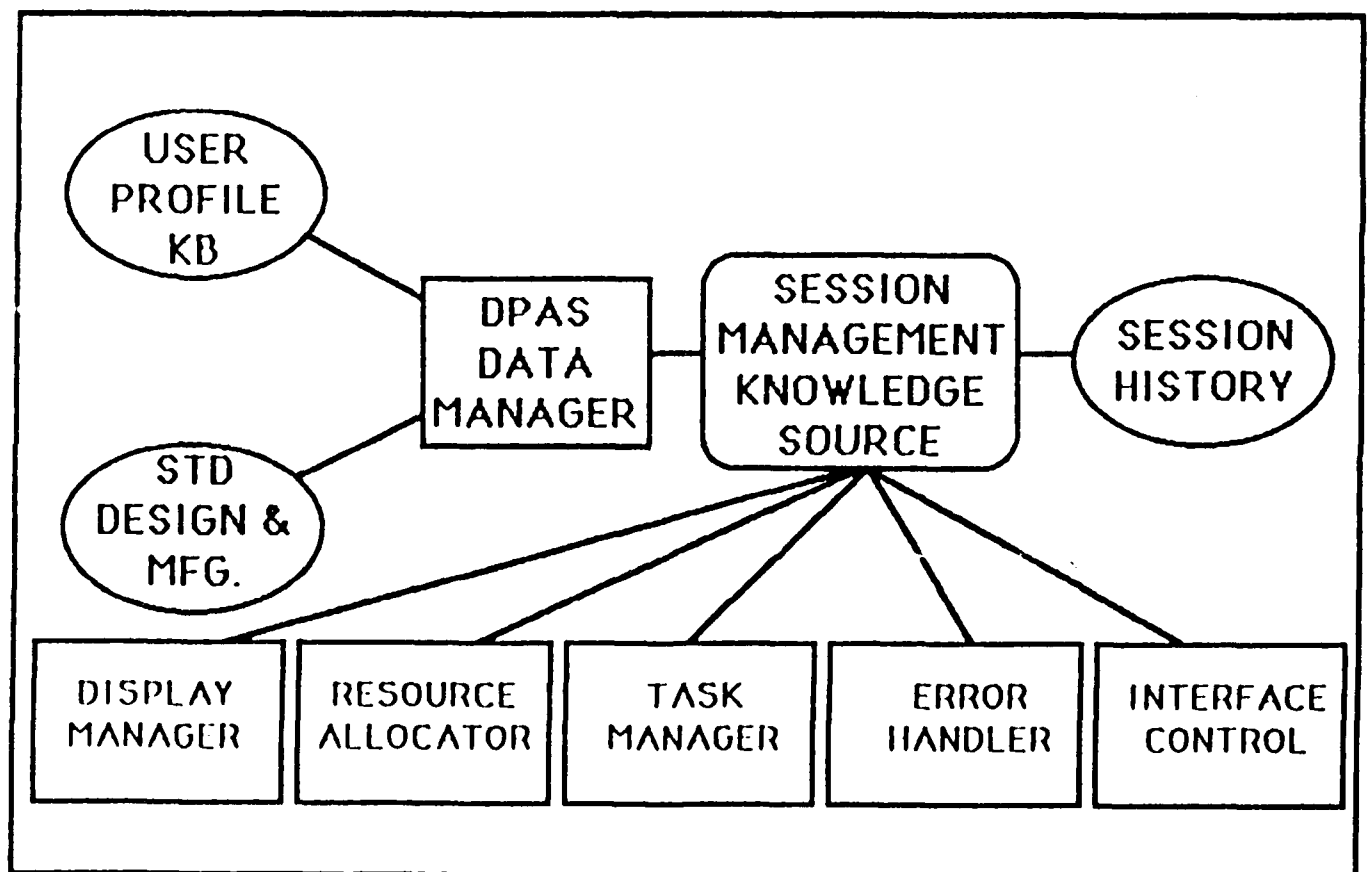 USER
PROFILE
KB
DPAS
DATA
MANAGER
SESSION
MANAGEMENT
KNOWLEDGE
SOURCE
SESSION
HISTORY
STD
DESIGN &
MFG.
DISPLAY
MANAGER
RESOURCE
ALLOCATOR
TASK
MANAGER
ERROR
HANDLER
INTERFACE
CONTROL